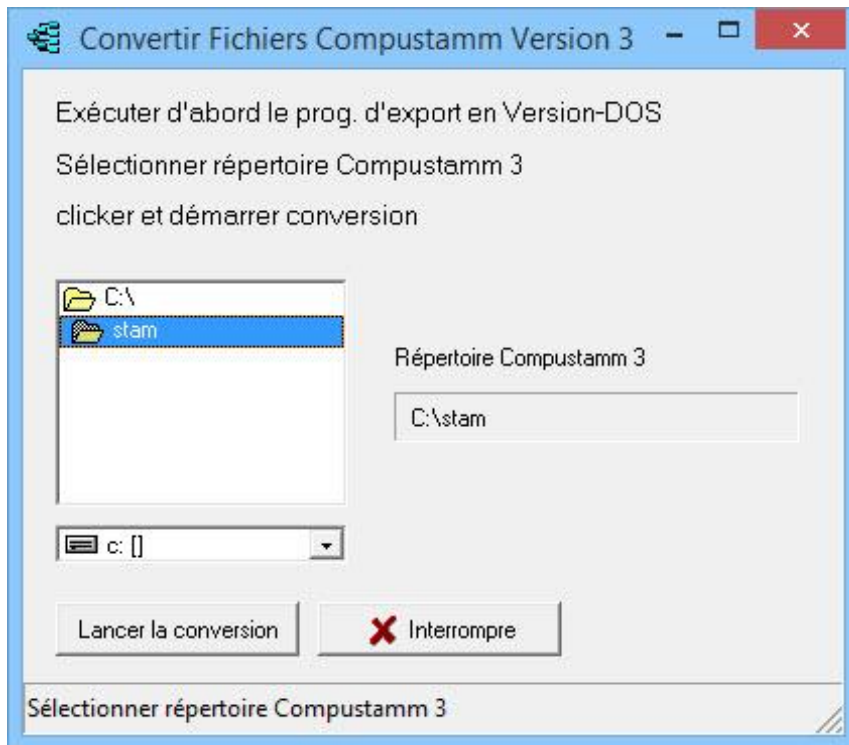 Convertir Fichiers Compustamm Version 3
Exécuter d'abord le prog. d'export en Version-DOS
Sélectionner répertoire Compustamm 3
clicker et démarrer conversion
C:\
stam
Répertoire Compustamm 3
C:\stam
c: []
Lancer la conversion
Interrompre
Sélectionner répertoire Compustamm 3